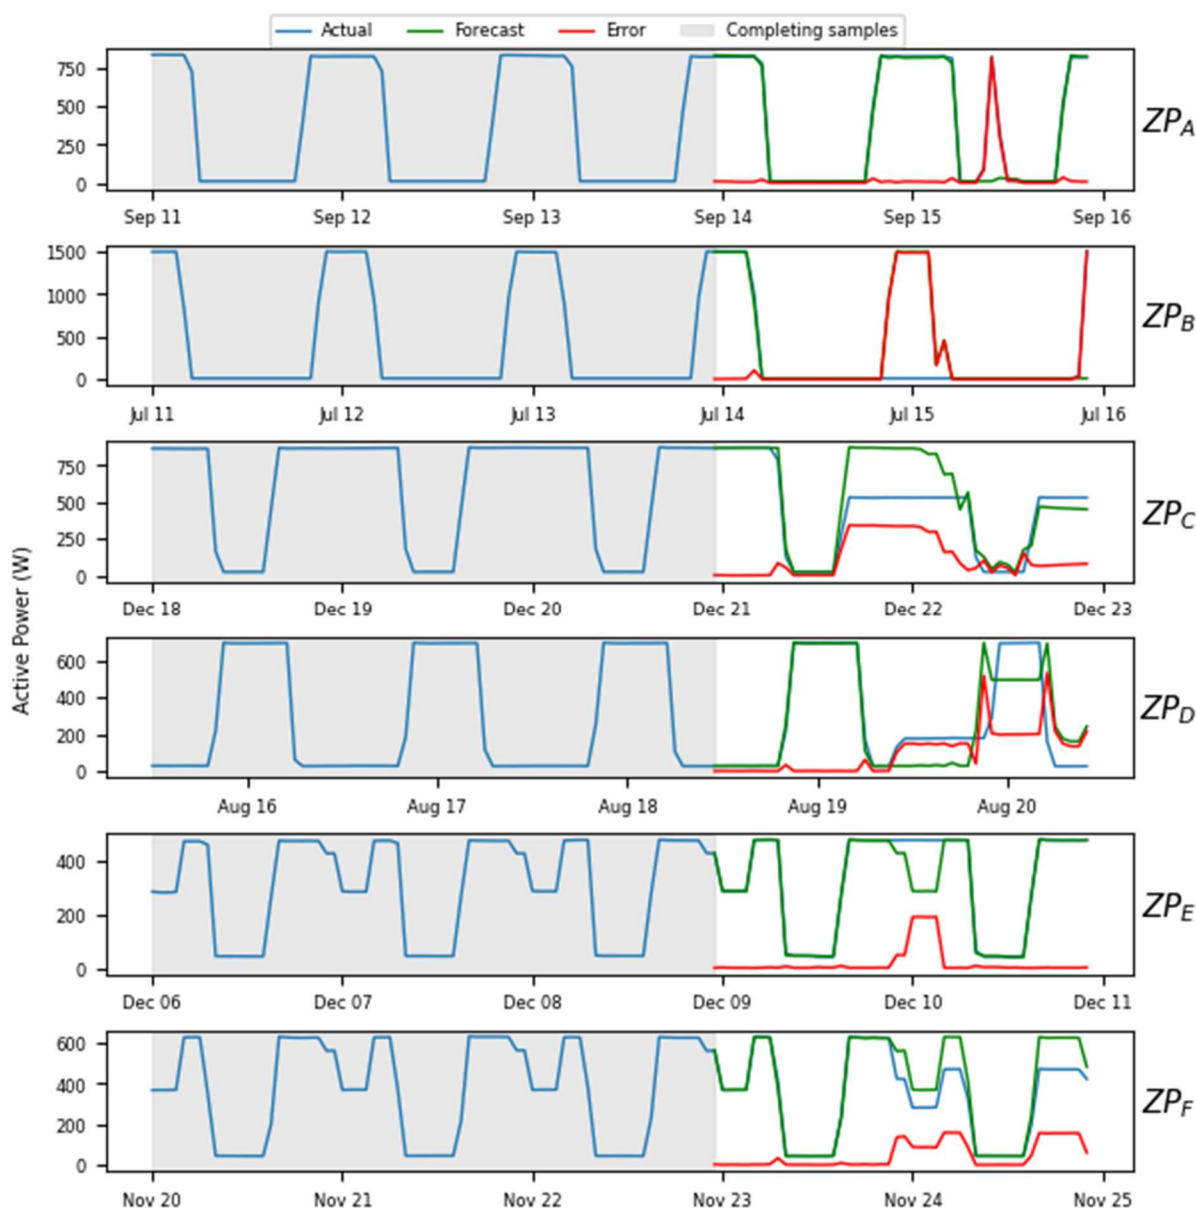 Actual Forecast Error Completing samples
Active Power (W)
750
500
250
0
Sep 11 Sep 12 Sep 13 Sep 14 Sep 15 Sep 16
ZP_A
1500
1000
500
0
Jul 11 Jul 12 Jul 13 Jul 14 Jul 15 Jul 16
ZP_B
750
500
250
0
Dec 18 Dec 19 Dec 20 Dec 21 Dec 22 Dec 23
ZP_C
600
400
200
0
Aug 16 Aug 17 Aug 18 Aug 19 Aug 20
ZP_D
400
200
0
Dec 06 Dec 07 Dec 08 Dec 09 Dec 10 Dec 11
ZP_E
600
400
200
0
Nov 20 Nov 21 Nov 22 Nov 23 Nov 24 Nov 25
ZP_F